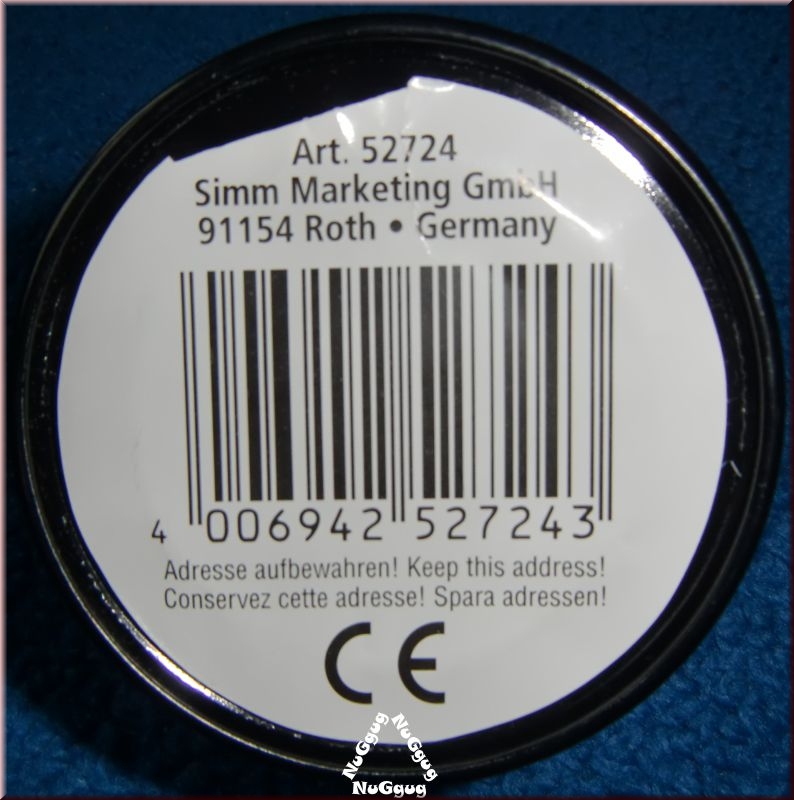 Art. 52724
Simm Marketing GmbH
91154 Roth • Germany
4 006942 527243
Adresse aufbewahren! Keep this address!
Conservez cette adresse! Spara adressen!
CE
NuGgug NuGgug
NuGgug